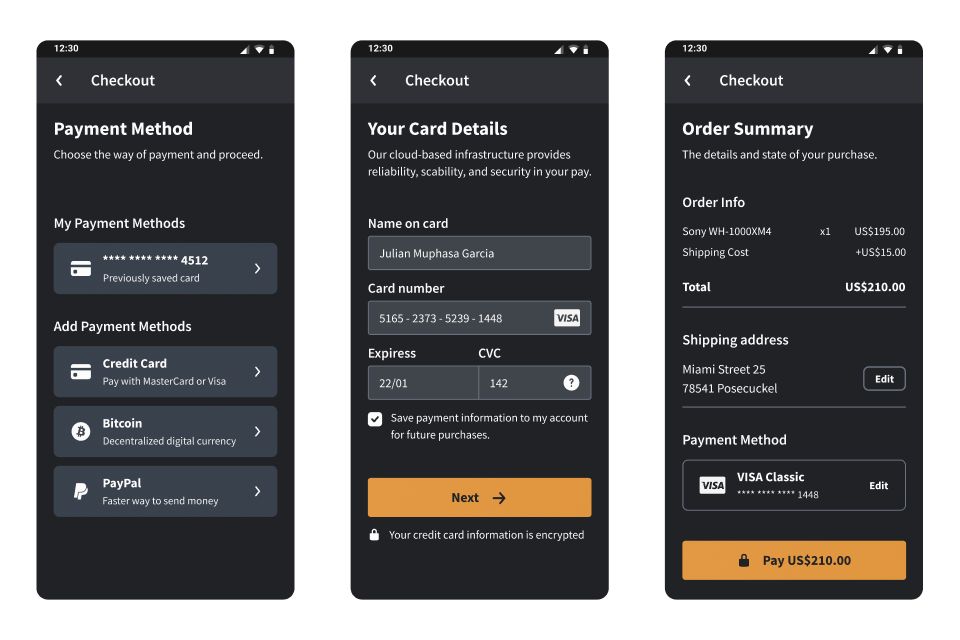 12:30
Checkout
Payment Method
Choose the way of payment and proceed.
My Payment Methods
**** **** **** 4512
Previously saved card
Add Payment Methods
Credit Card
Pay with MasterCard or Visa
Bitcoin
Decentralized digital currency
PayPal
Faster way to send money
12:30
Checkout
Your Card Details
Our cloud-based infrastructure provides
reliability, scability, and security in your pay.
Name on card
Julian Muphasa Garcia
Card number
5165 - 2373 - 5239 - 1448 VISA
Expiress CVC
22/01 142 ?
Save payment information to my account
for future purchases.
Next
Your credit card information is encrypted
12:30
Checkout
Order Summary
The details and state of your purchase.
Order Info
Sony WH-1000XM4 x1 US$195.00
Shipping Cost +US$15.00
Total US$210.00
Shipping address
Miami Street 25
78541 Posecuckel
Edit
Payment Method
VISA VISA Classic
**** **** **** 1448
Edit
Pay US$210.00